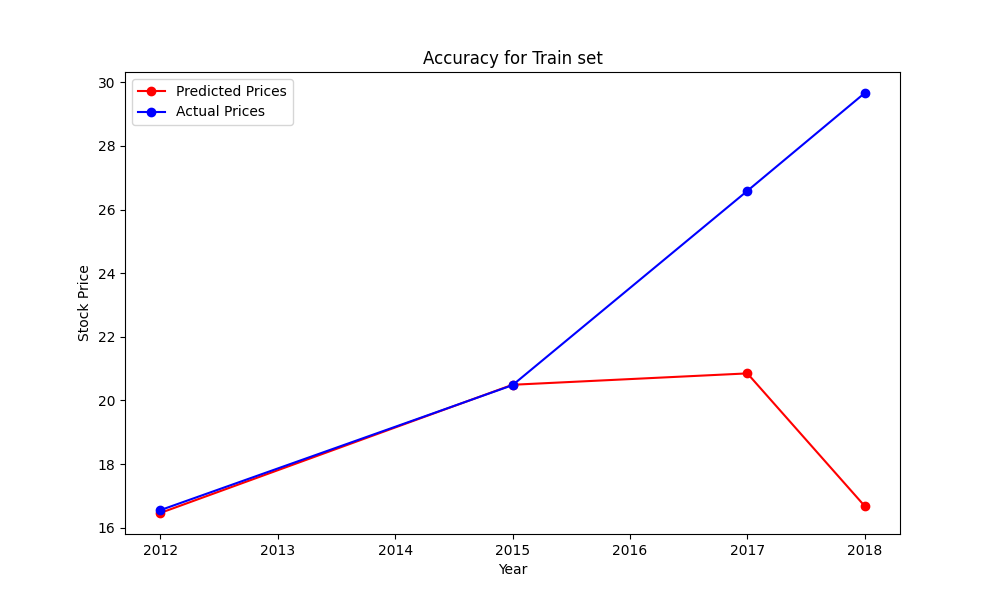 Accuracy for Train set
Predicted Prices
Actual Prices
30
28
26
24
22
20
18
16
Stock Price
2012 2013 2014 2015 2016 2017 2018
Year